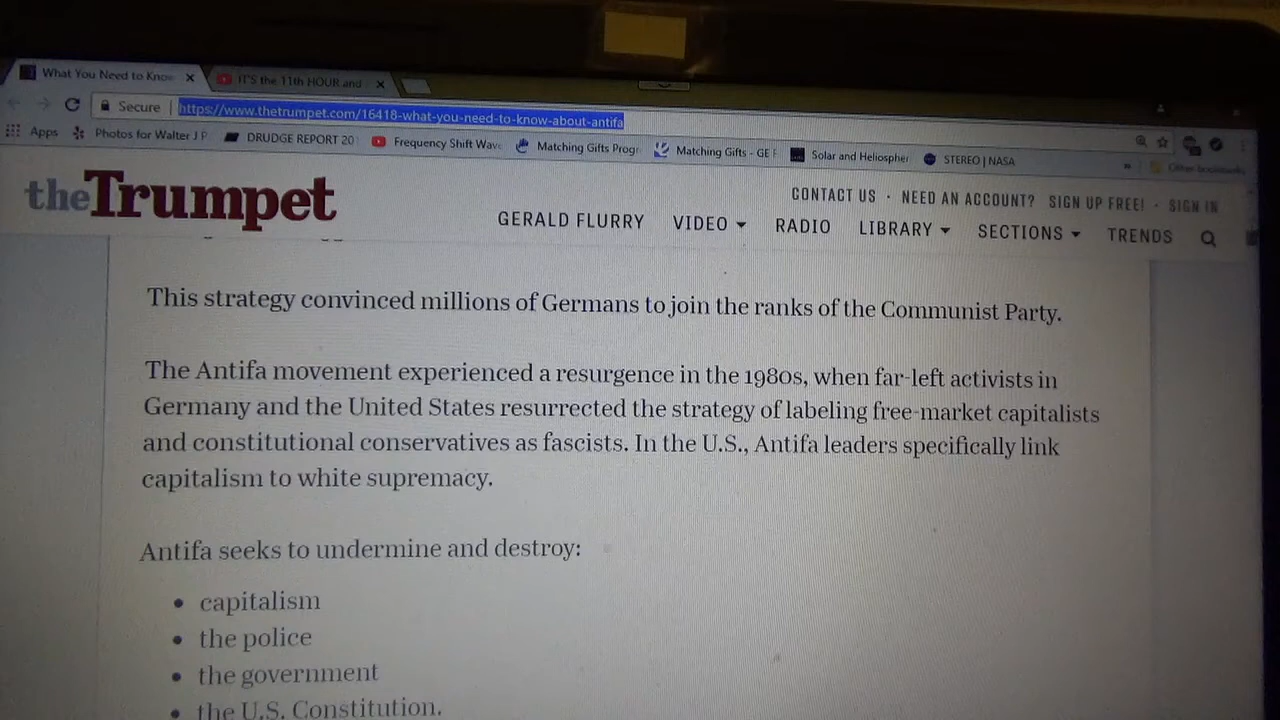 What You Need to Know
IT'S the 11th HOUR and
Secure
https://www.thetrumpet.com/16418-what-you-need-to-know-about-antifa
Apps
Photos for Walter J P
DRUDGE REPORT 20
Frequency Shift Wave
Matching Gifts Progr
Matching Gifts - GE F
Solar and Heliospher
STEREO | NASA
»
Other bookmarks
theTrumpet
CONTACT US · NEED AN ACCOUNT? SIGN UP FREE! · SIGN IN
GERALD FLURRY VIDEO RADIO LIBRARY SECTIONS TRENDS
This strategy convinced millions of Germans to join the ranks of the Communist Party.
The Antifa movement experienced a resurgence in the 1980s, when far-left activists in
Germany and the United States resurrected the strategy of labeling free-market capitalists
and constitutional conservatives as fascists. In the U.S., Antifa leaders specifically link
capitalism to white supremacy.
Antifa seeks to undermine and destroy:
• capitalism
• the police
• the government
• the U.S. Constitution.